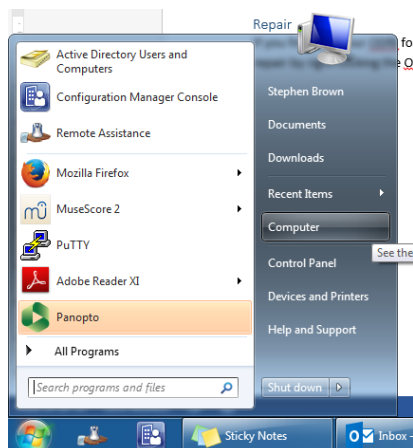 Repair
fo
e O
Active Directory Users and
Computers
Configuration Manager Console
Remote Assistance
Mozilla Firefox
MuseScore 2
PuTTY
Adobe Reader XI
Panopto
All Programs
Search programs and files
Stephen Brown
Documents
Downloads
Recent Items
Computer
See the
Control Panel
Devices and Printers
Help and Support
Shut down
Sticky Notes
Inbox -